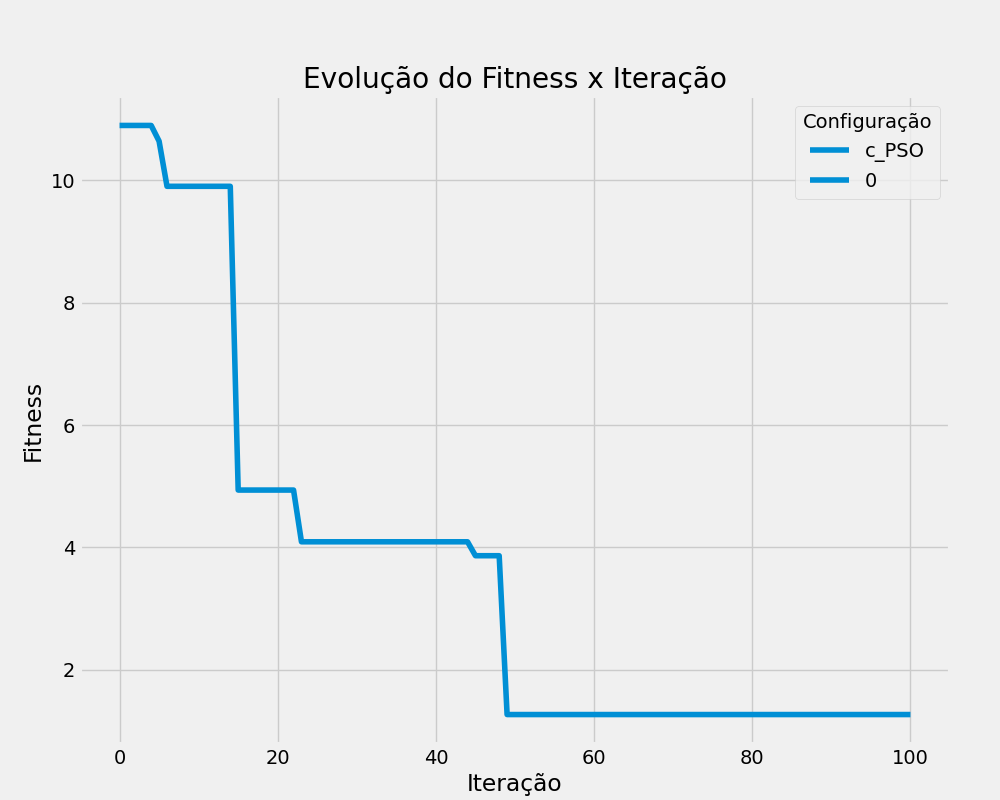 Evolução do Fitness x Iteração
Configuração
c_PSO
0
10
8
6
4
2
Fitness
0 20 40 60 80 100
Iteração